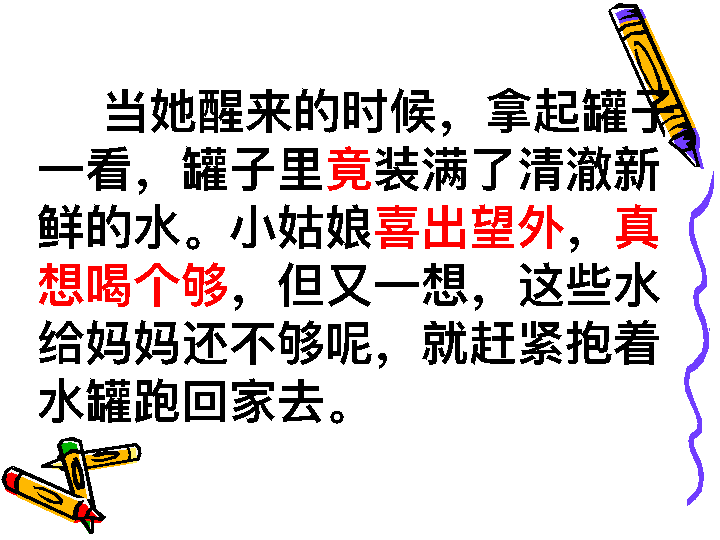 当她醒来的时候，拿起罐子
一看，罐子里竟装满了清澈新
鲜的水。小姑娘喜出望外，真
想喝个够，但又一想，这些水
给妈妈还不够呢，就赶紧抱着
水罐跑回家去。